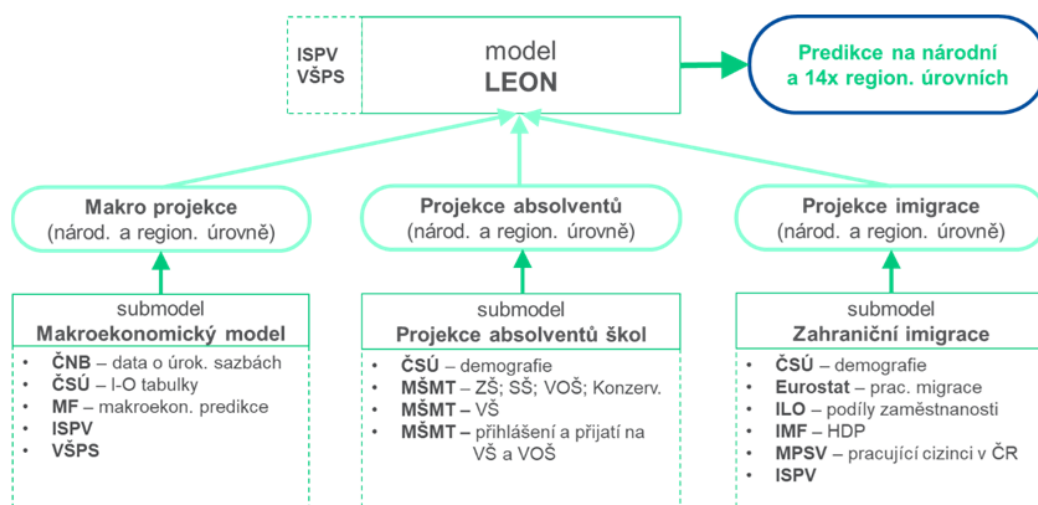 ISPV
VŠPS
model
LEON
Predikce na národní
a 14x region. úrovních
Makro projekce
(národ. a region. úrovně)
Projekce absolventů
(národ. a region. úrovně)
Projekce imigrace
(národ. a region. úrovně)
submodel
Makroekonomický model
• ČNB – data o úrok. sazbách
• ČSÚ – I-O tabulky
• MF – makroekon. predikce
• ISPV
• VŠPS
submodel
Projekce absolventů škol
• ČSÚ - demografie
• MŠMT - ZŠ; SŠ; VOŠ; Konzerv.
• MŠMT – VŠ
• MŠMT – přihlášení a přijatí na
VŠ a VOŠ
submodel
Zahraniční imigrace
• ČSÚ - demografie
• Eurostat – prac. migrace
• ILO – podíly zaměstnanosti
• IMF – HDP
• MPSV – pracující cizinci v ČR
• ISPV